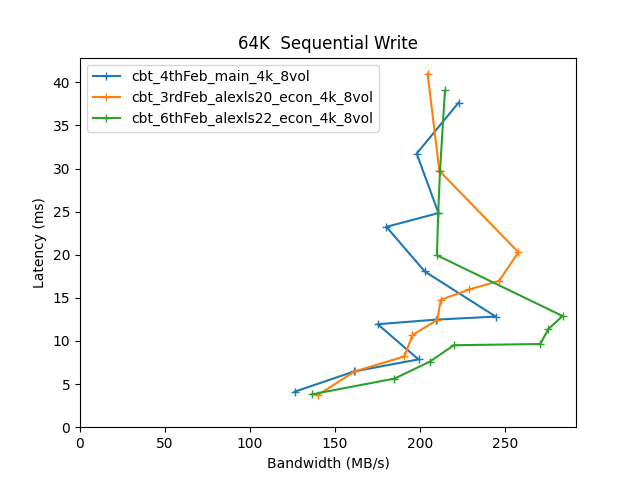 64K  Sequential Write
cbt_4thFeb_main_4k_8vol
cbt_3rdFeb_alexls20_econ_4k_8vol
cbt_6thFeb_alexls22_econ_4k_8vol
40
35
30
25
20
15
10
5
0
Latency (ms)
0 50 100 150 200 250
Bandwidth (MB/s)